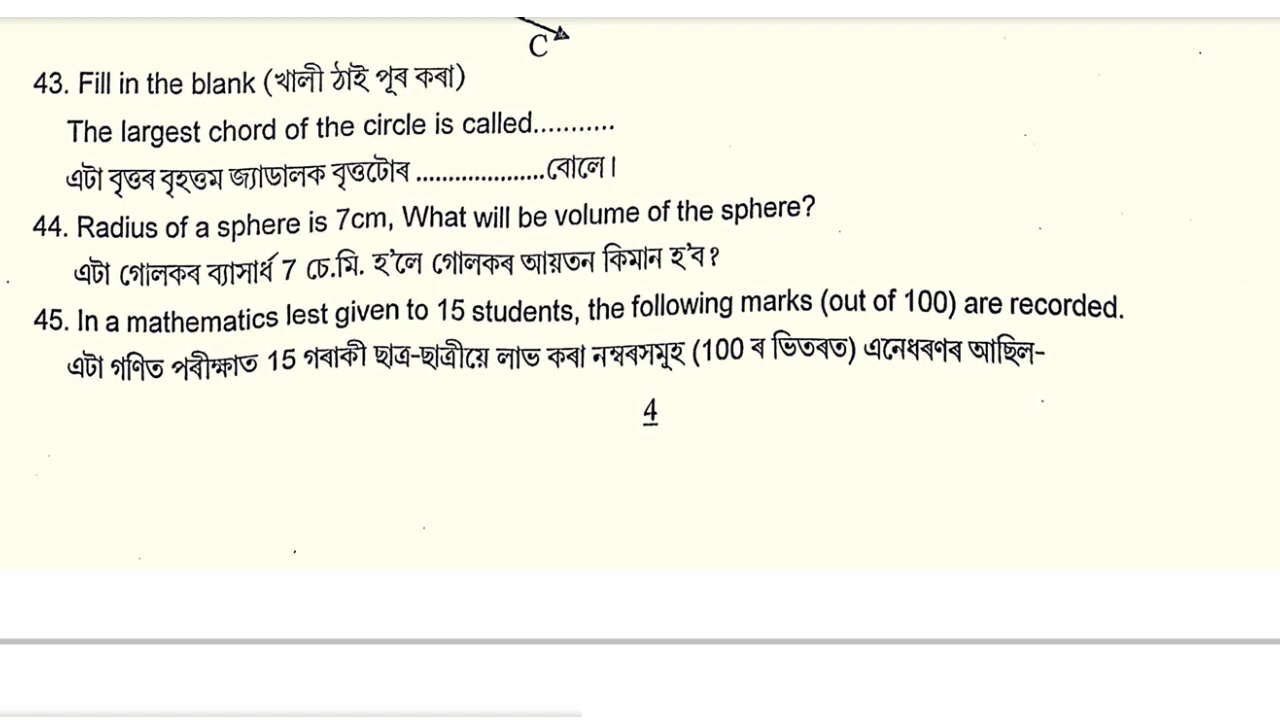 C
43. Fill in the blank (খালী ঠাই পূৰ কৰা)
The largest chord of the circle is called...........
এটা বৃত্তৰ বৃহত্তম জ্যাডালক বৃত্তটোৰ ....................বোলে।
44. Radius of a sphere is 7cm, What will be volume of the sphere?
এটা গোলকৰ ব্যাসাৰ্ধ 7 চে.মি. হ'লে গোলকৰ আয়তন কিমান হ'ব?
45. In a mathematics lest given to 15 students, the following marks (out of 100) are recorded.
এটা গণিত পৰীক্ষাত 15 গৰাকী ছাত্ৰ-ছাত্ৰীয়ে লাভ কৰা নম্বৰসমূহ (100 ৰ ভিতৰত) এনেধৰণৰ আছিল-
4